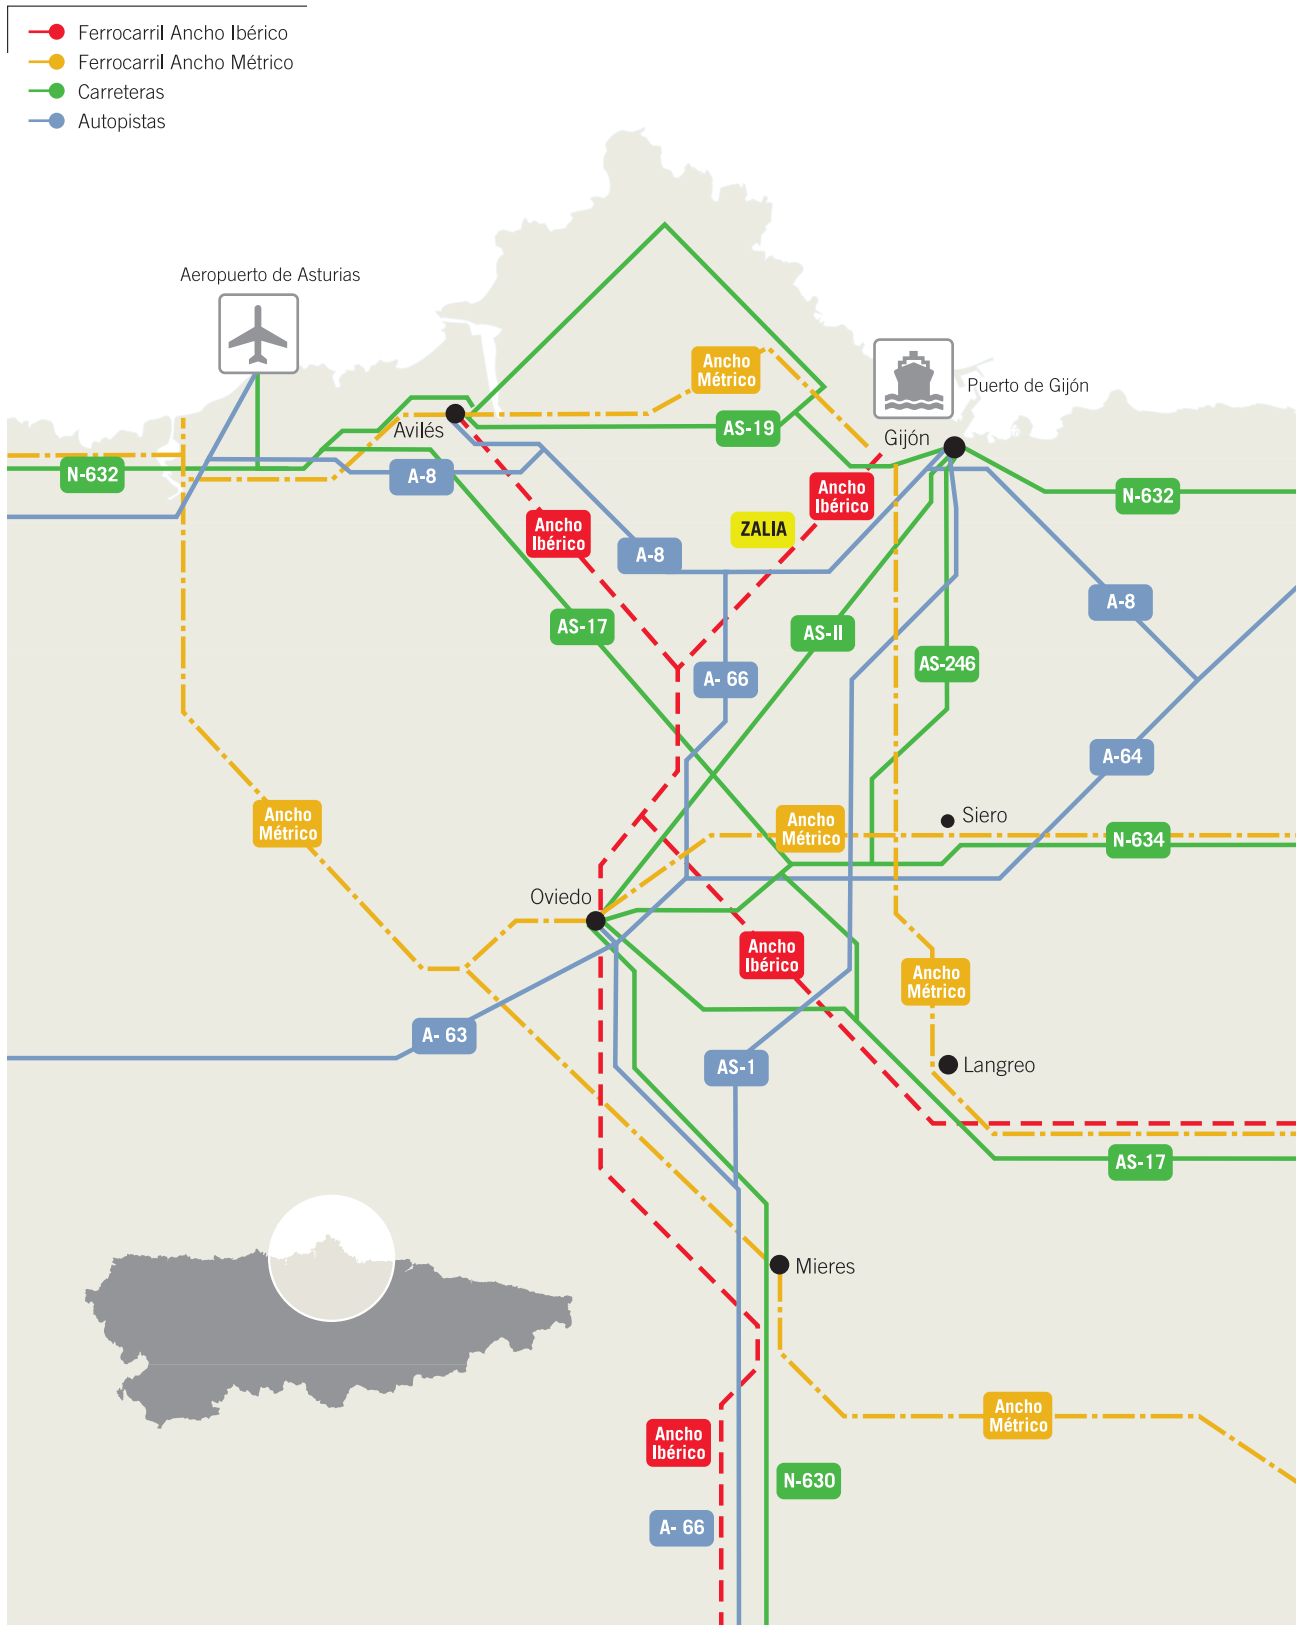 Ferrocarril Ancho Ibérico
Ferrocarril Ancho Métrico
Carreteras
Autopistas
Aeropuerto de Asturias
Ancho
Métrico
Puerto de Gijón
Avilés
AS-19
Gijón
N-632
A-8
Ancho
Ibérico
N-632
Ancho
Ibérico
ZALIA
A-8
A-8
AS-17
AS-II
AS-246
A- 66
A-64
Ancho
Métrico
Ancho
Métrico
Siero
N-634
Oviedo
Ancho
Ibérico
Ancho
Métrico
A- 63
AS-1
Langreo
AS-17
Mieres
Ancho
Ibérico
Ancho
Métrico
N-630
A- 66